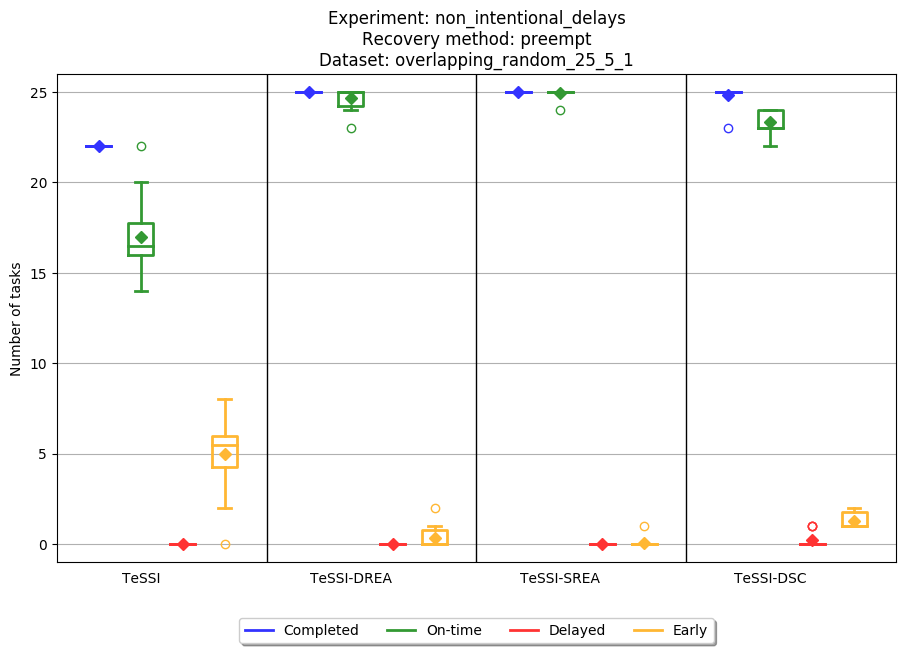 Experiment: non_intentional_delays
Recovery method: preempt
Dataset: overlapping_random_25_5_1
25
20
15
10
5
0
Number of tasks
TeSSI TeSSI-DREA TeSSI-SREA TeSSI-DSC
Completed On-time Delayed Early